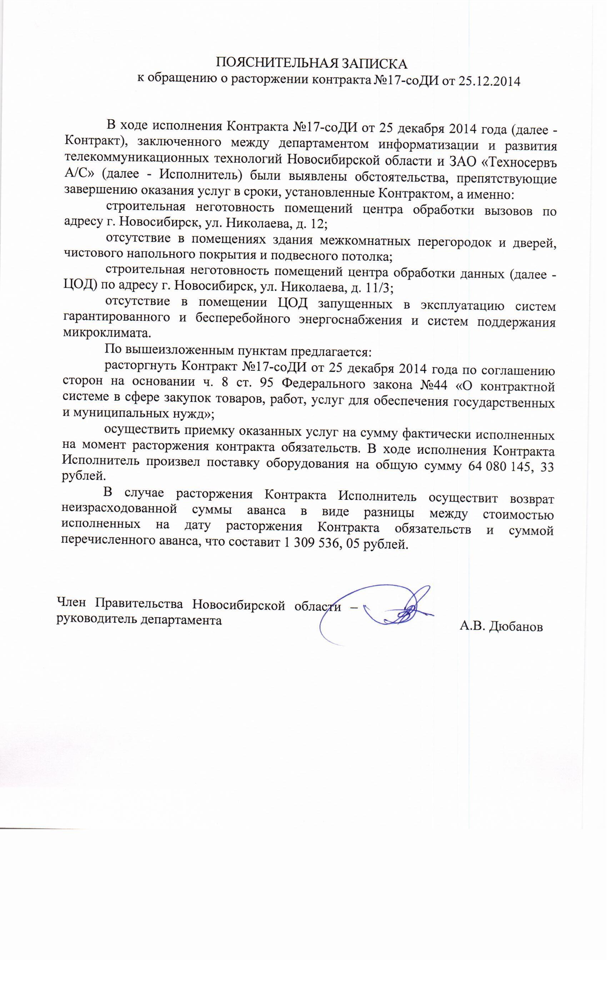 ПОЯСНИТЕЛЬНАЯ ЗАПИСКА
к обращению о расторжении контракта №17-соДИ от 25.12.2014
В ходе исполнения Контракта №17-соДИ от 25 декабря 2014 года (далее -
Контракт), заключенного между департаментом информатизации и развития
телекоммуникационных технологий Новосибирской области и ЗАО «Техносервъ
А/С» (далее - Исполнитель) были выявлены обстоятельства, препятствующие
завершению оказания услуг в сроки, установленные Контрактом, а именно:
строительная неготовность помещений центра обработки вызовов по
адресу г. Новосибирск, ул. Николаева, д. 12;
отсутствие в помещениях здания межкомнатных перегородок и дверей,
чистового напольного покрытия и подвесного потолка;
строительная неготовность помещений центра обработки данных (далее -
ЦОД) по адресу г. Новосибирск, ул. Николаева, д. 11/3;
отсутствие в помещении ЦОД запущенных в эксплуатацию систем
гарантированного и бесперебойного энергоснабжения и систем поддержания
микроклимата.
По вышеизложенным пунктам предлагается:
расторгнуть Контракт №17-соДИ от 25 декабря 2014 года по соглашению
сторон на основании ч. 8 ст. 95 Федерального закона №44 «О контрактной
системе в сфере закупок товаров, работ, услуг для обеспечения государственных
и муниципальных нужд»;
осуществить приемку оказанных услуг на сумму фактически исполненных
на момент расторжения контракта обязательств. В ходе исполнения Контракта
Исполнитель произвел поставку оборудования на общую сумму 64 080 145, 33
рублей.
В случае расторжения Контракта Исполнитель осуществит возврат
неизрасходованной суммы аванса в виде разницы между стоимостью
исполненных на дату расторжения Контракта обязательств и суммой
перечисленного аванса, что составит 1 309 536, 05 рублей.
Член Правительства Новосибирской области –
руководитель департамента
А.В. Дюбанов